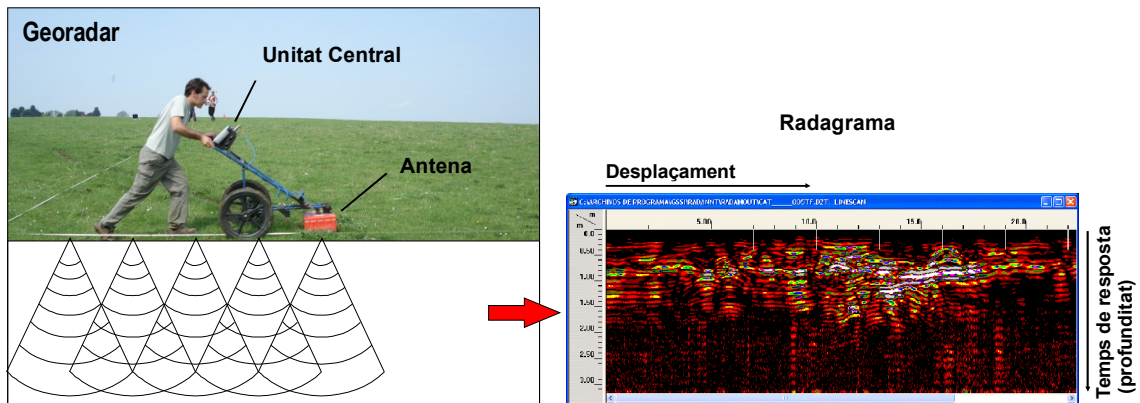 Georadar
Unitat Central
Antena
Radagrama
Desplaçament
m
m
5.00
10.0
15.0
20.0
0.0
0.50
1.00
1.50
2.00
2.50
3.00
Temps de resposta
(profunditat)